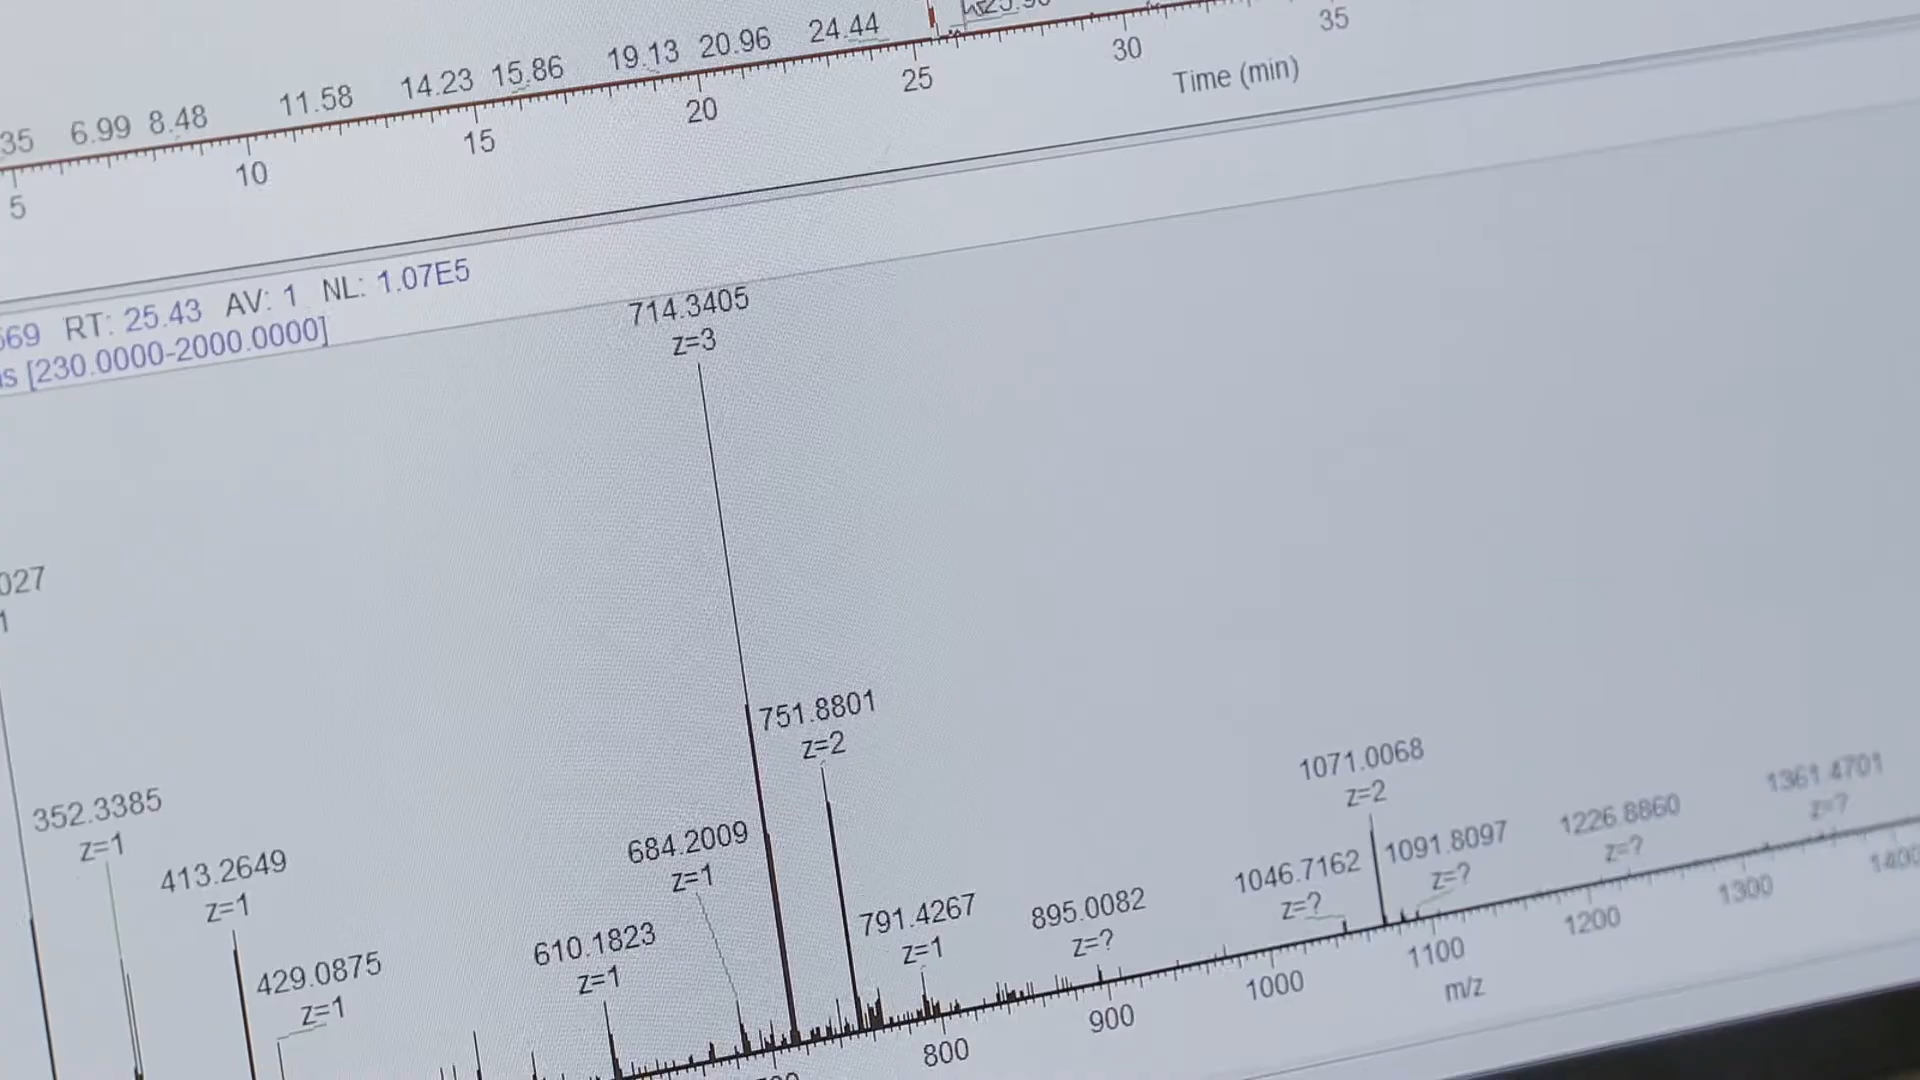 35 6.99 8.48 11.58 14.23 15.86 19.13 20.96 24.44
5 10 15 20 25 30 35
Time (min)
569 RT: 25.43 AV: 1 NL: 1.07E5
s [230.0000-2000.0000]
714.3405
z=3
027
1
751.8801
z=2
352.3385
z=1
413.2649
z=1
684.2009
z=1
1071.0068
z=2
1361.4701
z=?
1226.8860
z=?
1091.8097
z=?
1046.7162
z=?
895.0082
z=?
791.4267
z=1
610.1823
z=1
429.0875
z=1
800 900 1000 1100 1200 1300 1400
m/z